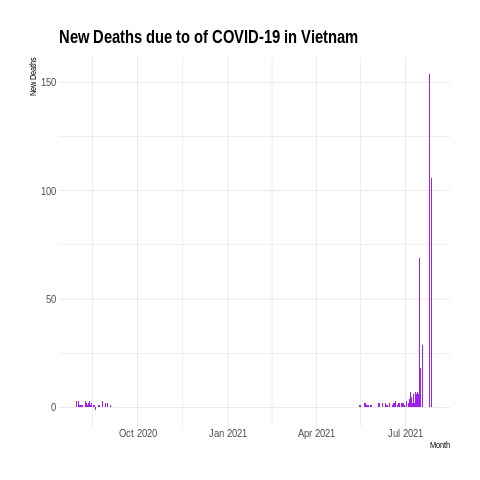 New Deaths due to of COVID-19 in Vietnam
New Deaths
150
100
50
0
Oct 2020 Jan 2021 Apr 2021 Jul 2021
Month